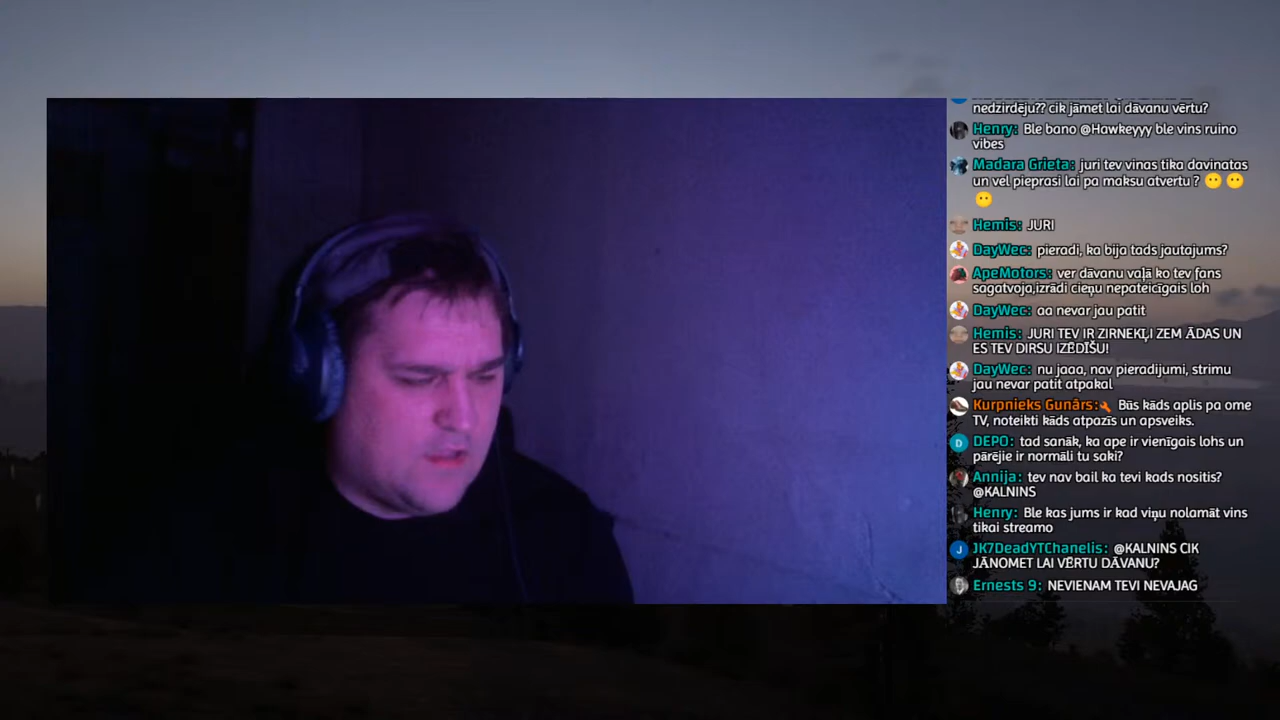 nedzirdēju?? cik jāmet lai dāvanu vērtu?
Henry: Ble bano @Hawkeyyy ble vins ruino
vibes
Madara Grieta: juri tev vinas tika davinatas
un vel pieprasi lai pa maksu atvertu ? 😶 😶
😶
Hemis: JURI
DayWec: pieradi, ka bija tads jautajums?
ApeMotors: ver dāvanu vaļā ko tev fans
sagatvoja,izrādi cieņu nepateicīgais loh
DayWec: aa nevar jau patit
Hemis: JURI TEV IR ZIRNEKĻI ZEM ĀDAS UN
ES TEV DIRSU IZĒDĪŠU!
DayWec: nu jaaa, nav pieradijumi, strimu
jau nevar patit atpakal
Kurpnieks Gunārs: Būs kāds aplis pa ome
TV, noteikti kāds atpazīs un apsveiks.
D DEPO: tad sanāk, ka ape ir vienīgais lohs un
pārējie ir normāli tu saki?
Annija: tev nav bail ka tevi kads nositis?
@KALNINS
Henry: Ble kas jums ir kad viņu nolamāt vins
tikai streamo
J JK7DeadYTChanelis: @KALNINS CIK
JĀNOMET LAI VĒRTU DĀVANU?
Ernests 9: NEVIENAM TEVI NEVAJAG